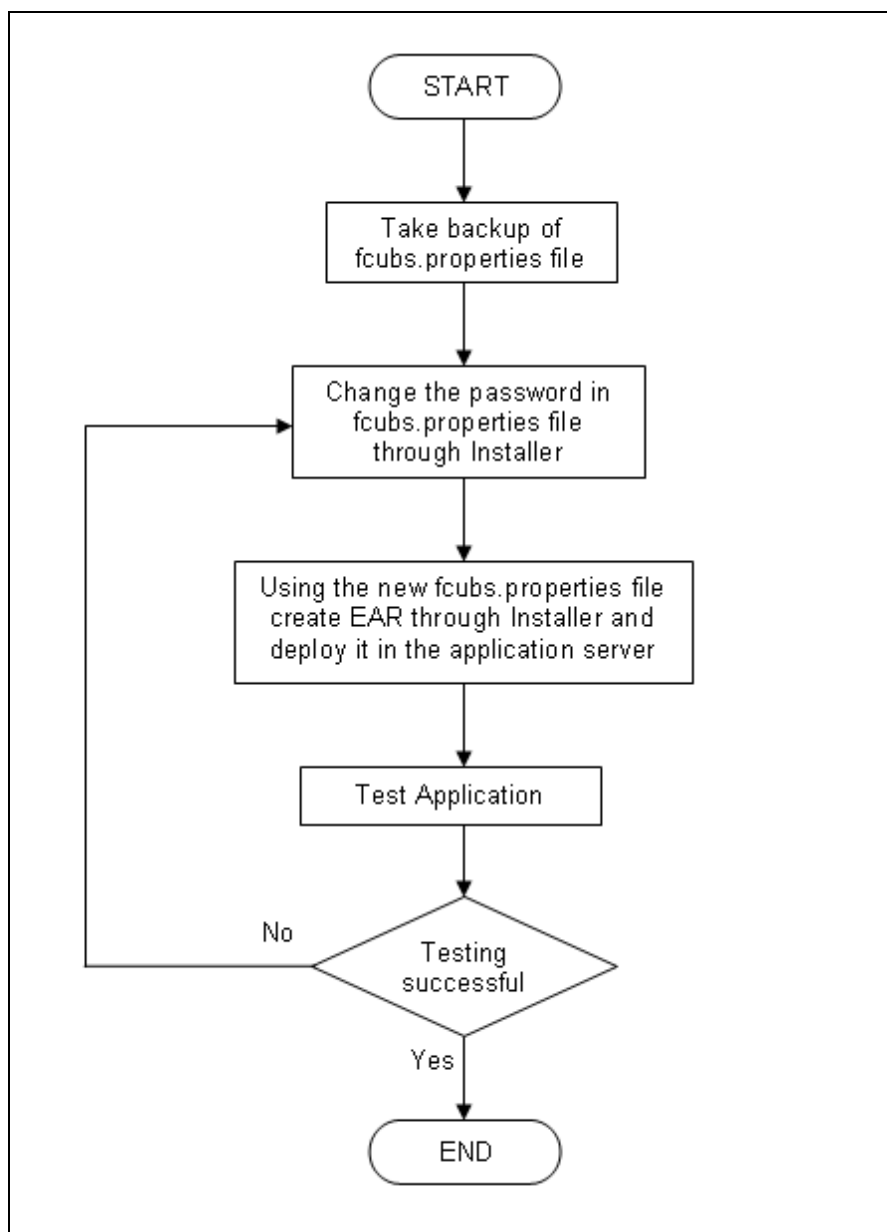 START
Take backup of
fcubs.properties file
Change the password in
fcubs.properties file
through Installer
Using the new fcubs.properties file
create EAR through Installer and
deploy it in the application server
Test Application
No
Testing
successful
Yes
END